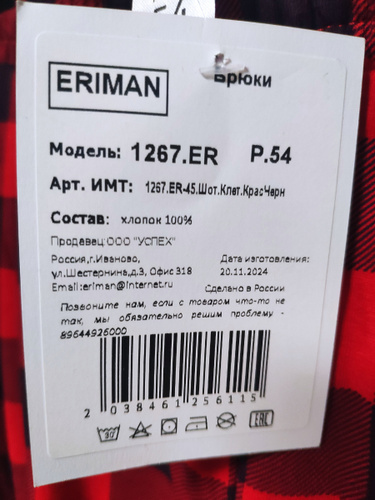 ERIMAN
Брюки
Модель: 1267.ER Р.54
Арт. ИМТ: 1267.ER-45.Шот.Клет.КрасЧерн
Состав: хлопок 100%
Продавец:ООО "УСПЕХ"
Россия,г.Иваново,
ул.Шестернина,д.3, Офис 318
Email:eriman@internet.ru
Дата изготовления:
20.11.2024
Сделано в России
Позвоните нам, если с товаром что-то не
так, мы обязательно решим проблему -
89644926000
2 038461 256115
30
EAC